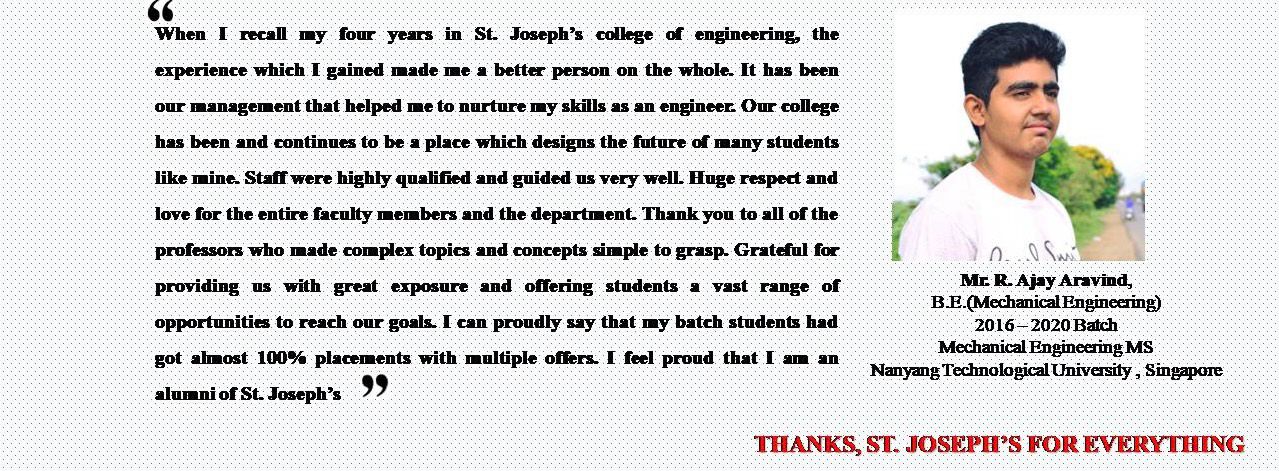 “
When I recall my four years in St. Joseph’s college of engineering, the
experience which I gained made me a better person on the whole. It has been
our management that helped me to nurture my skills as an engineer. Our college
has been and continues to be a place which designs the future of many students
like mine. Staff were highly qualified and guided us very well. Huge respect and
love for the entire faculty members and the department. Thank you to all of the
professors who made complex topics and concepts simple to grasp. Grateful for
providing us with great exposure and offering students a vast range of
opportunities to reach our goals. I can proudly say that my batch students had
got almost 100% placements with multiple offers. I feel proud that I am an
alumni of St. Joseph’s ”
Mr. R. Ajay Aravind,
B.E.(Mechanical Engineering)
2016 – 2020 Batch
Mechanical Engineering MS
Nanyang Technological University , Singapore
THANKS, ST. JOSEPH’S FOR EVERYTHING